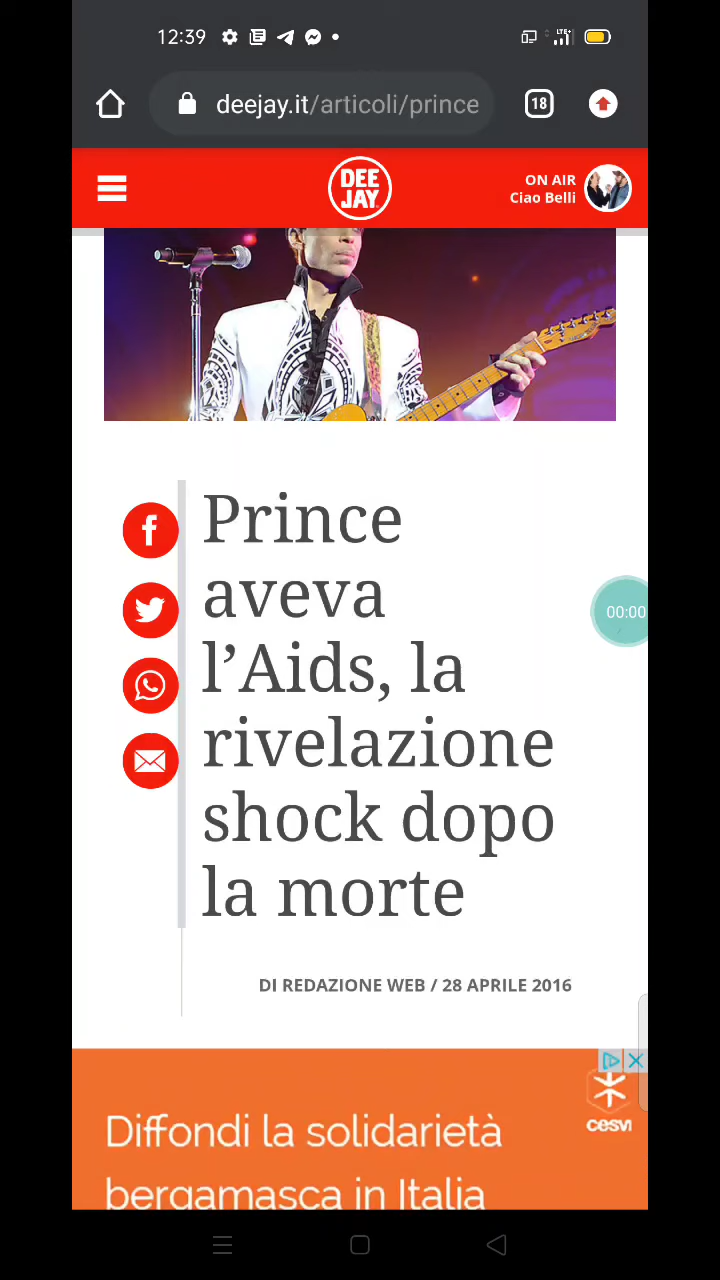 12:39
LTE+
deejay.it/articoli/prince
18
DEE
JAY
ON AIR
Ciao Belli
Prince
aveva
l’Aids, la
rivelazione
shock dopo
la morte
00:00
DI REDAZIONE WEB / 28 APRILE 2016
cesvi
Diffondi la solidarietà
bergamasca in Italia